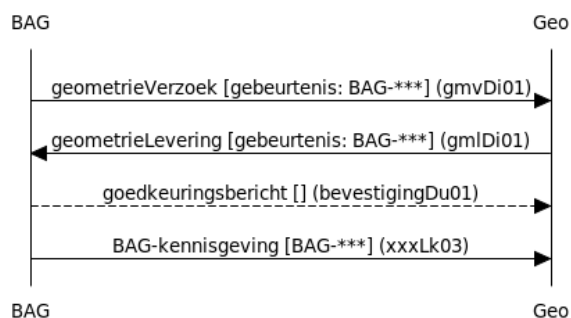 BAG Geo
geometrieVerzoek [gebeurtenis: BAG-***] (gmvDi01)
geometrieLevering [gebeurtenis: BAG-***] (gmlDi01)
goedkeuringsbericht [] (bevestigingDu01)
BAG-kennisgeving [BAG-***] (xxxLk03)
BAG Geo